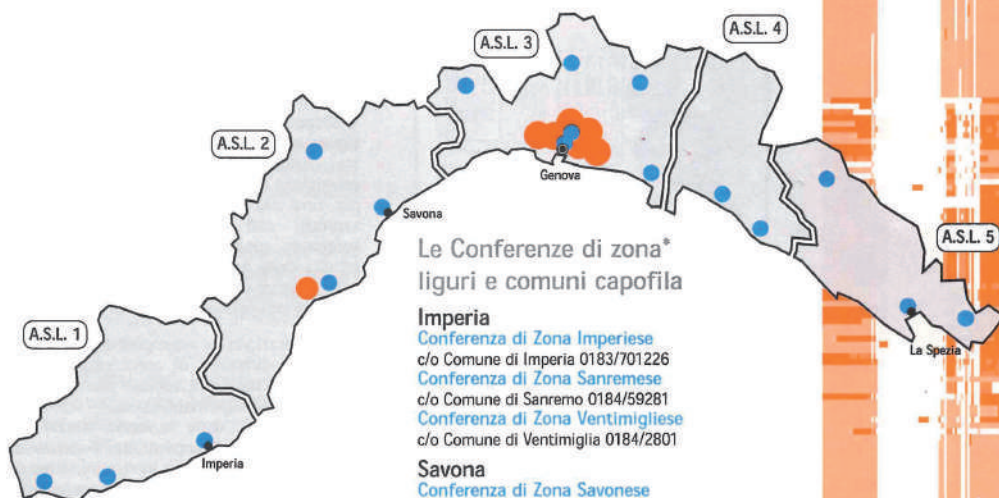 A.S.L. 3
A.S.L. 4
A.S.L. 2
Genova
Savona
A.S.L. 5
A.S.L. 1
La Spezia
Imperia
Le Conferenze di zona*
liguri e comuni capofila
Imperia
Conferenza di Zona Imperiese
c/o Comune di Imperia 0183/701226
Conferenza di Zona Sanremese
c/o Comune di Sanremo 0184/59281
Conferenza di Zona Ventimigliese
c/o Comune di Ventimiglia 0184/2801
Savona
Conferenza di Zona Savonese